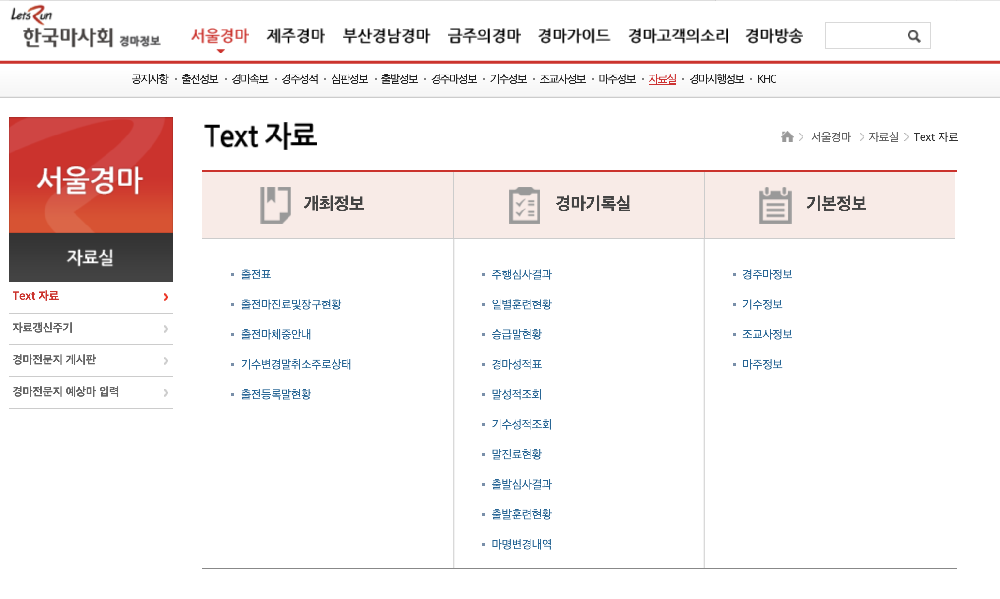 LetsRun
한국마사회 경마정보
서울경마 제주경마 부산경남경마 금주의경마 경마가이드 경마고객의소리 경마방송
공지사항 · 출전정보 · 경마속보 · 경주성적 · 심판정보 · 출발정보 · 경주마정보 · 기수정보 · 조교사정보 · 마주정보 · 자료실 · 경마시행정보 · KHC
서울경마
자료실
Text 자료
자료갱신주기
경마전문지 게시판
경마전문지 예상마 입력
Text 자료
서울경마 > 자료실 > Text 자료
개최정보
출전표
출전마진료및장구현황
출전마체중안내
기수변경말취소주로상태
출전등록말현황
경마기록실
주행심사결과
일별훈련현황
승급말현황
경마성적표
말성적조회
기수성적조회
말진료현황
출발심사결과
출발훈련현황
마명변경내역
기본정보
경주마정보
기수정보
조교사정보
마주정보